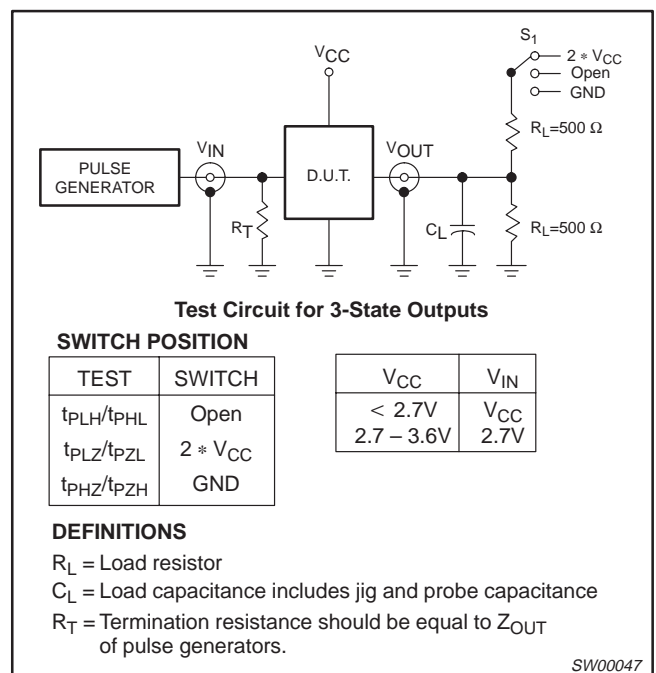 S1
2 * VCC
Open
GND
VCC
RL=500 Ω
VIN
VOUT
PULSE
GENERATOR
D.U.T.
RT
CL
RL=500 Ω
Test Circuit for 3-State Outputs
SWITCH POSITION
TEST SWITCH
tPLH/tPHL Open
tPLZ/tPZL 2 * VCC
tPHZ/tPZH GND
VCC VIN
< 2.7V VCC
2.7 – 3.6V 2.7V
DEFINITIONS
RL = Load resistor
CL = Load capacitance includes jig and probe capacitance
RT = Termination resistance should be equal to ZOUT
of pulse generators.
SW00047